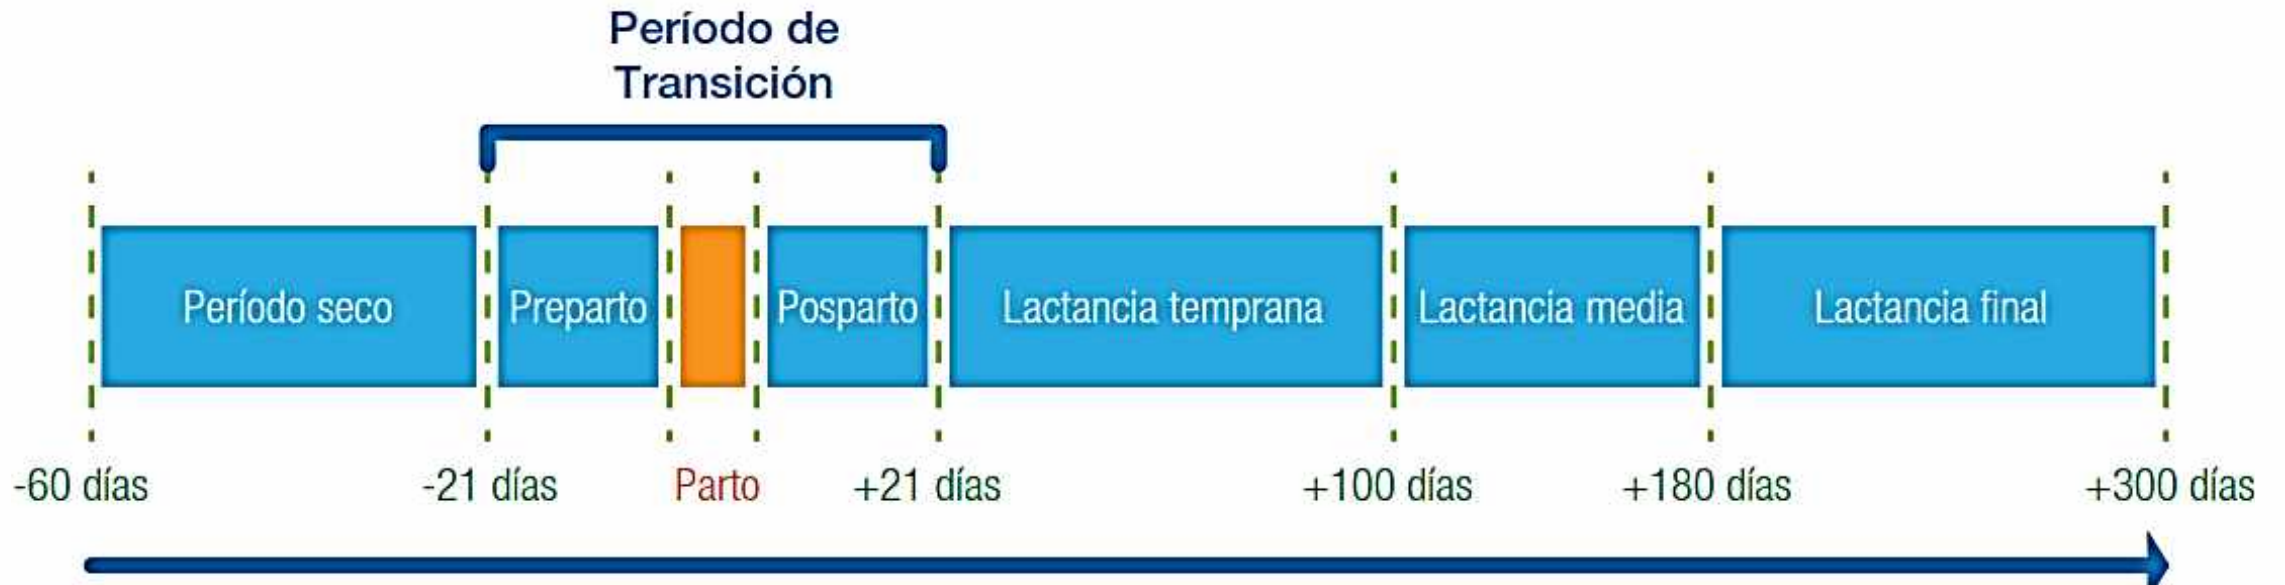 Período de
Transición
Período seco
Preparto
Posparto
Lactancia temprana
Lactancia media
Lactancia final
-60 días
-21 días
Parto
+21 días
+100 días
+180 días
+300 días